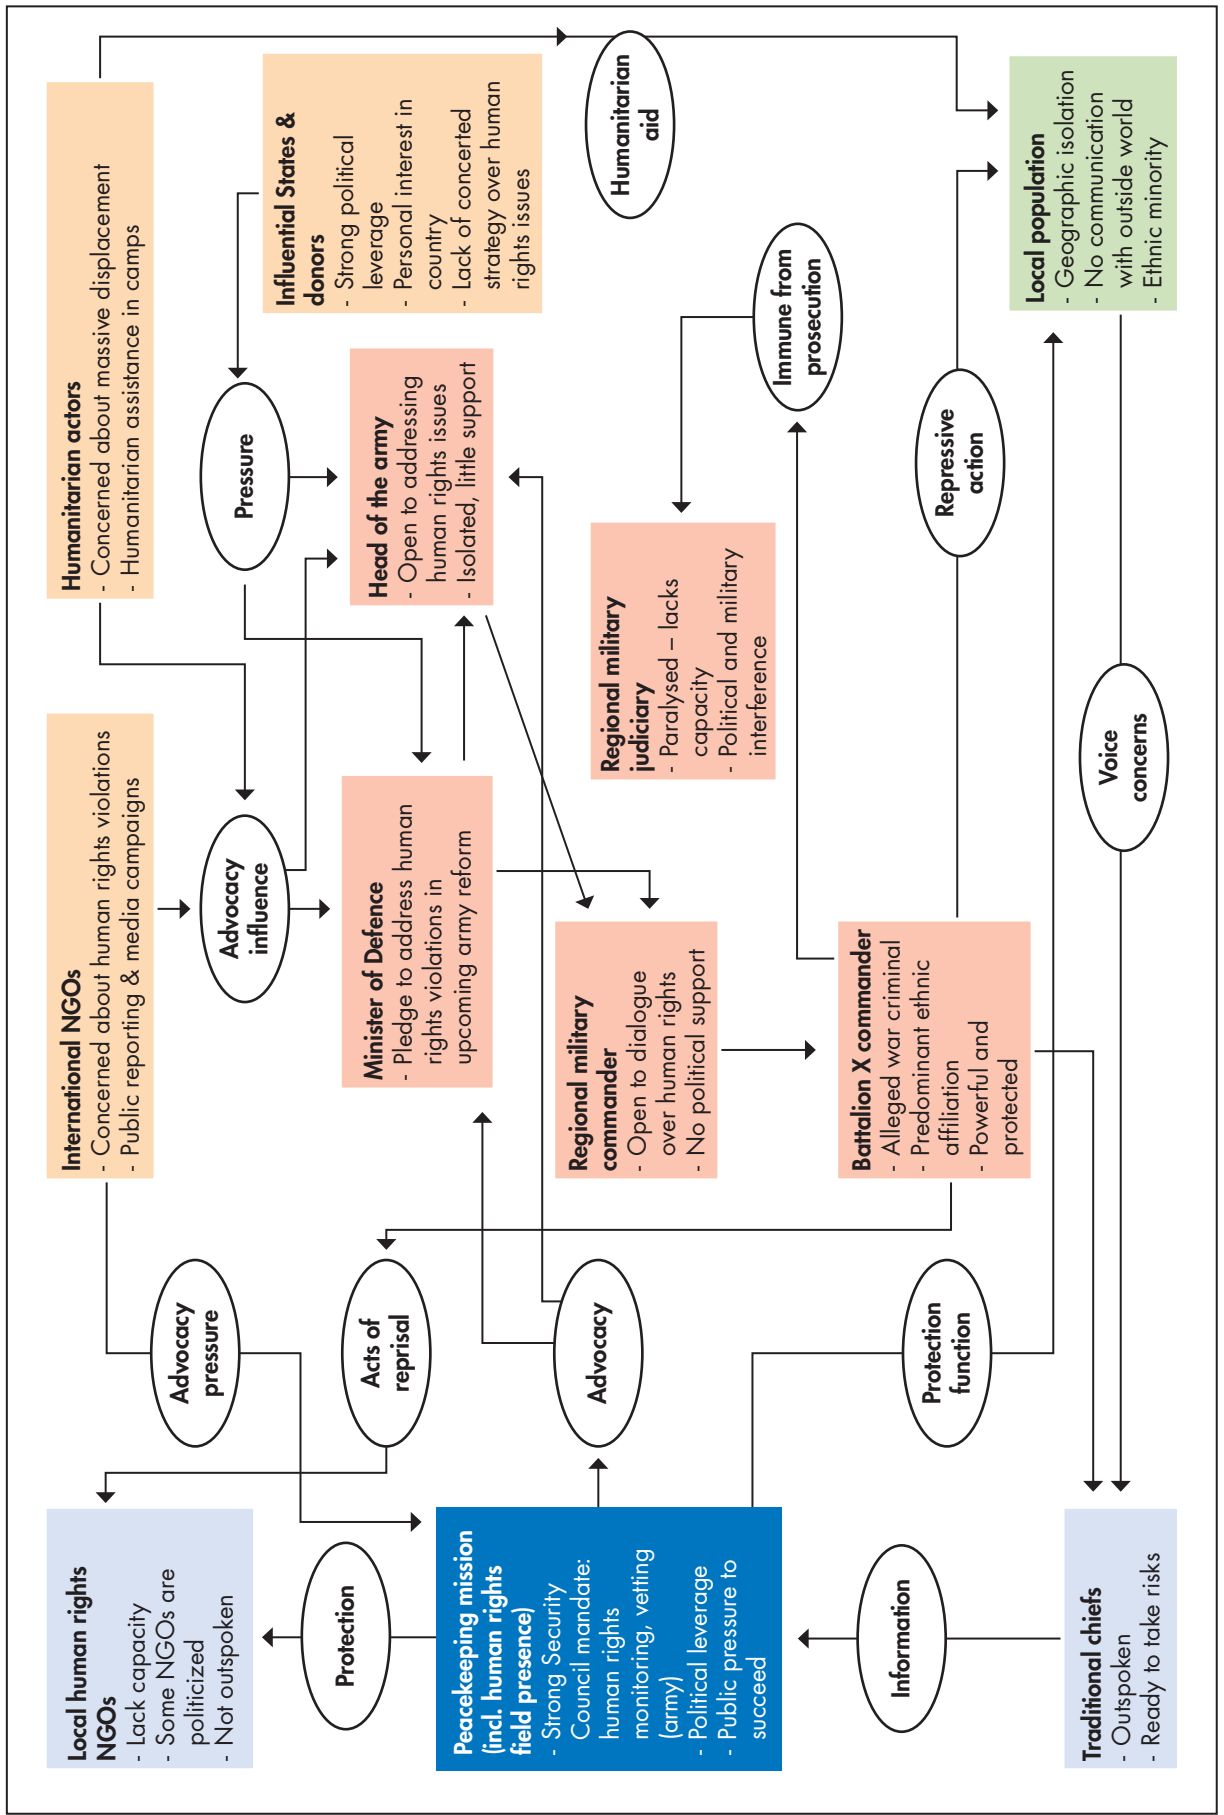 Local human rights
NGOs
- Lack capacity
- Some NGOs are
politicized
- Not outspoken
Advocacy
pressure
International NGOs
- Concerned about human rights violations
- Public reporting & media campaigns
Humanitarian actors
- Concerned about massive displacement
- Humanitarian assistance in camps
Protection
Acts of
reprisal
Advocacy
influence
Pressure
Influential States &
donors
- Strong political
leverage
- Personal interest in
country
- Lack of concerted
strategy over human
rights issues
Minister of Defence
- Pledge to address human
rights violations in
upcoming army reform
Head of the army
- Open to addressing
human rights issues
- Isolated, little support
Peacekeeping mission
(incl. human rights
field presence)
- Strong Security
Council mandate:
human rights
monitoring, vetting
(army)
- Political leverage
- Public pressure to
succeed
Advocacy
Regional military
commander
- Open to dialogue
over human rights
- No political support
Regional military
judiciary
- Paralysed – lacks
capacity
- Political and military
interference
Humanitarian
aid
Immune from
prosecution
Information
Protection
function
Battalion X commander
- Alleged war criminal
- Predominant ethnic
affiliation
- Powerful and
protected
Repressive
action
Traditional chiefs
- Outspoken
- Ready to take risks
Voice
concerns
Local population
- Geographic isolation
- No communication
with outside world
- Ethnic minority